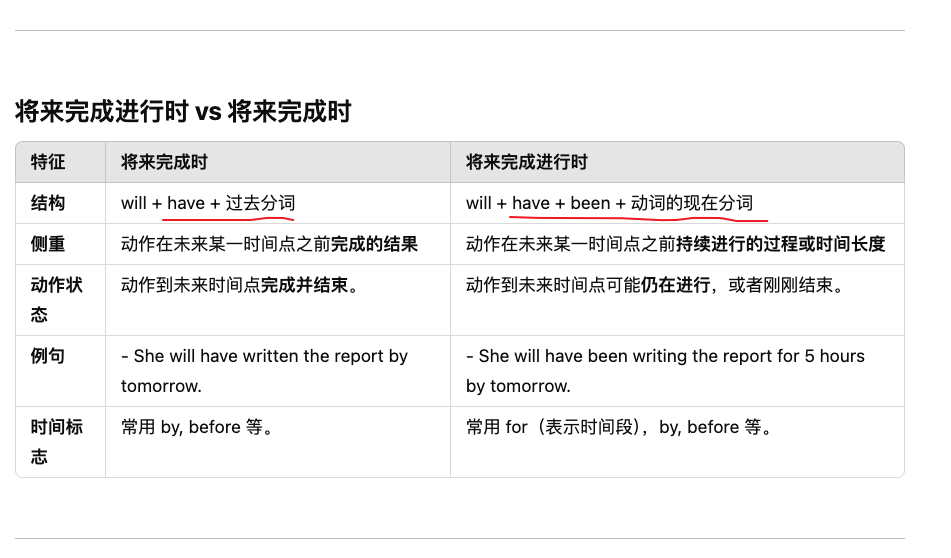 将来完成进行时 vs 将来完成时
特征 将来完成时 将来完成进行时
结构 will + have + 过去分词 will + have + been + 动词的现在分词
侧重 动作在未来某一时间点之前完成的结果 动作在未来某一时间点之前持续进行的过程或时间长度
动作状 动作到未来时间点完成并结束。 动作到未来时间点可能仍在进行，或者刚刚结束。
态
例句 - She will have written the report by - She will have been writing the report for 5 hours
tomorrow. by tomorrow.
时间标 常用 by, before 等。 常用 for（表示时间段），by, before 等。
志